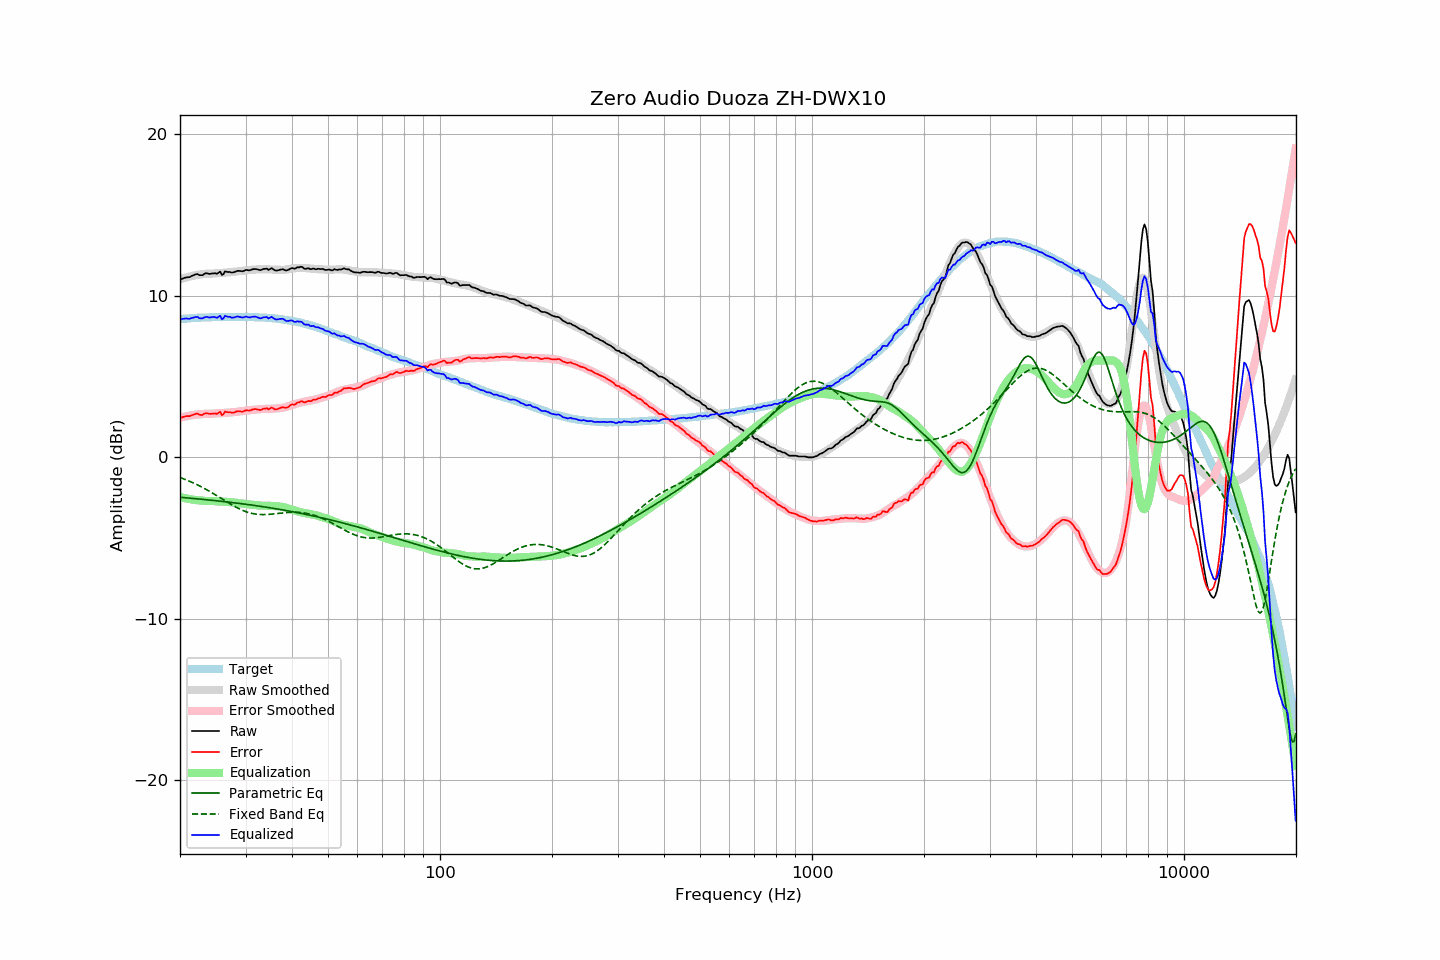 Zero Audio Duoza ZH-DWX10
20
10
0
−10
−20
Amplitude (dBr)
Target
Raw Smoothed
Error Smoothed
Raw
Error
Equalization
Parametric Eq
Fixed Band Eq
Equalized
100
1000
10000
Frequency (Hz)